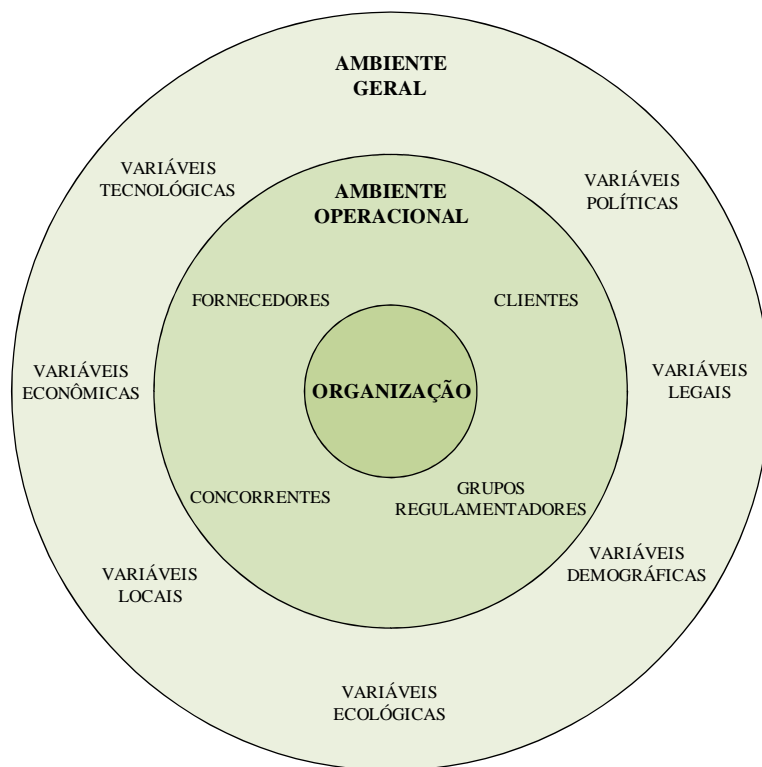 AMBIENTE
GERAL
VARIÁVEIS
TECNOLÓGICAS
VARIÁVEIS
POLÍTICAS
AMBIENTE
OPERACIONAL
FORNECEDORES
CLIENTES
VARIÁVEIS
ECONÔMICAS
ORGANIZAÇÃO
VARIÁVEIS
LEGAIS
CONCORRENTES
GRUPOS
REGULAMENTADORES
VARIÁVEIS
LOCAIS
VARIÁVEIS
DEMOGRÁFICAS
VARIÁVEIS
ECOLÓGICAS